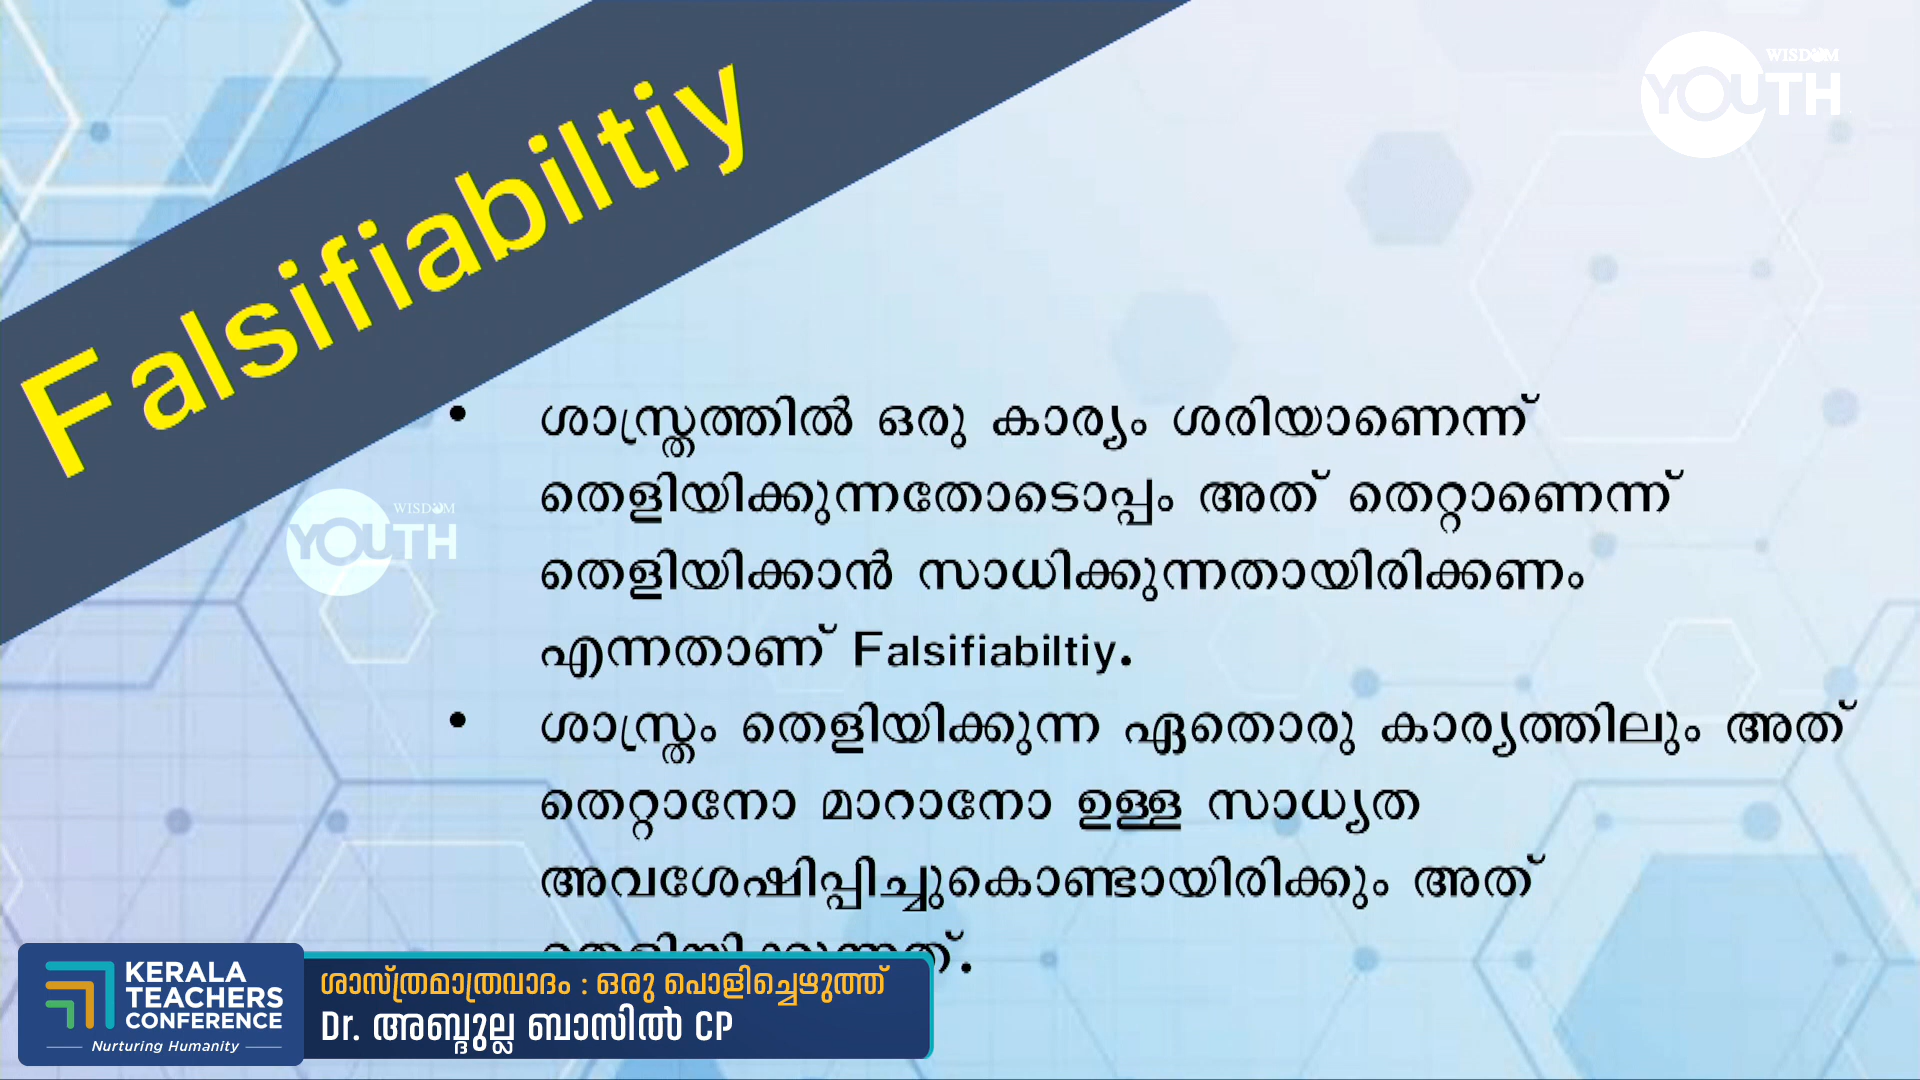 Falsifiabiltiy
WISDOM
YOUTH
• ശാസ്ത്രത്തിൽ ഒരു കാര്യം ശരിയാണെന്ന്
തെളിയിക്കുന്നതോടൊപ്പം അത് തെറ്റാണെന്ന്
തെളിയിക്കാൻ സാധിക്കുന്നതായിരിക്കണം
എന്നതാണ് Falsifiabiltiy.
WISDOM
YOUTH
• ശാസ്ത്രം തെളിയിക്കുന്ന ഏതൊരു കാര്യത്തിലും അത്
തെറ്റാനോ മാറാനോ ഉള്ള സാധ്യത
അവശേഷിപ്പിച്ചുകൊണ്ടായിരിക്കും അത്
KERALA
TEACHERS
CONFERENCE
Nurturing Humanity
ശാസ്ത്രമാത്രവാദം : ഒരു പൊളിച്ചെഴുത്ത്
Dr. അബ്ദുല്ല ബാസിൽ CP